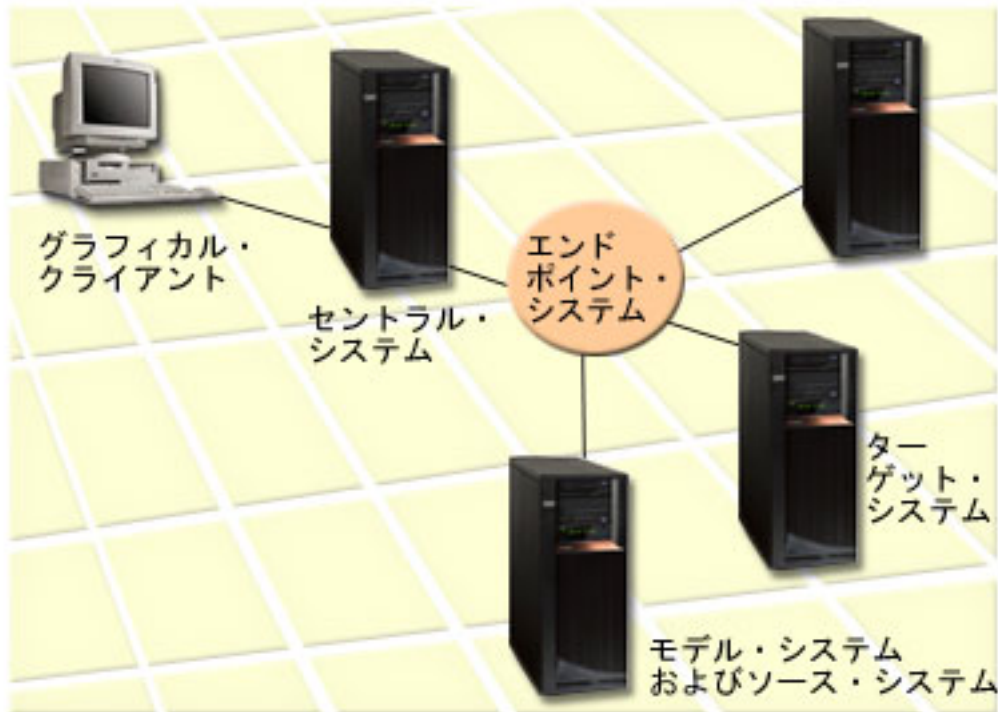 グラフィカル・
クライアント
セントラル・
システム
エンド
ポイント・
システム
ター
ゲット・
システム
モデル・システム
およびソース・システム